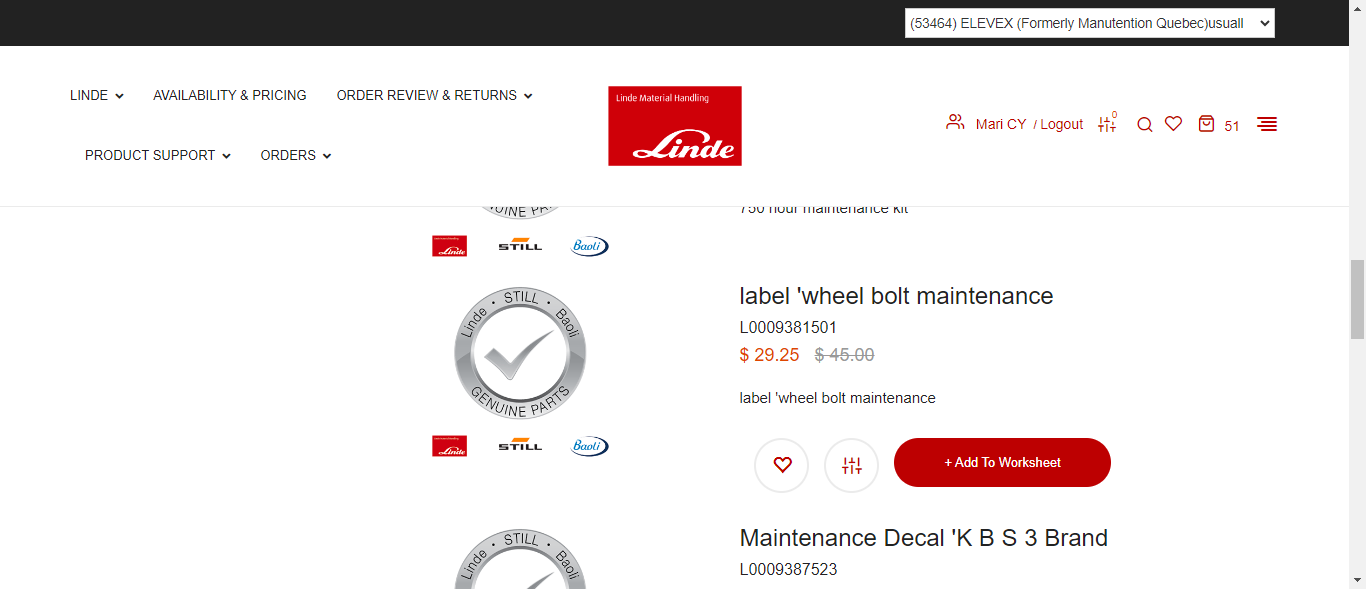 (53464) ELEVEX (Formerly Manutention Quebec)usuall
LINDE AVAILABILITY & PRICING ORDER REVIEW & RETURNS
PRODUCT SUPPORT ORDERS
Linde Material Handling
Linde
Mari CY / Logout 0 51
GENUINE PARTS
750 hour maintenance kit
Linde STILL Baoli
Linde · STILL · Baoli
GENUINE PARTS
Linde STILL Baoli
label 'wheel bolt maintenance
L0009381501
$ 29.25 $ 45.00
label 'wheel bolt maintenance
+ Add To Worksheet
Linde · STILL · Baoli
Maintenance Decal 'K B S 3 Brand
L0009387523